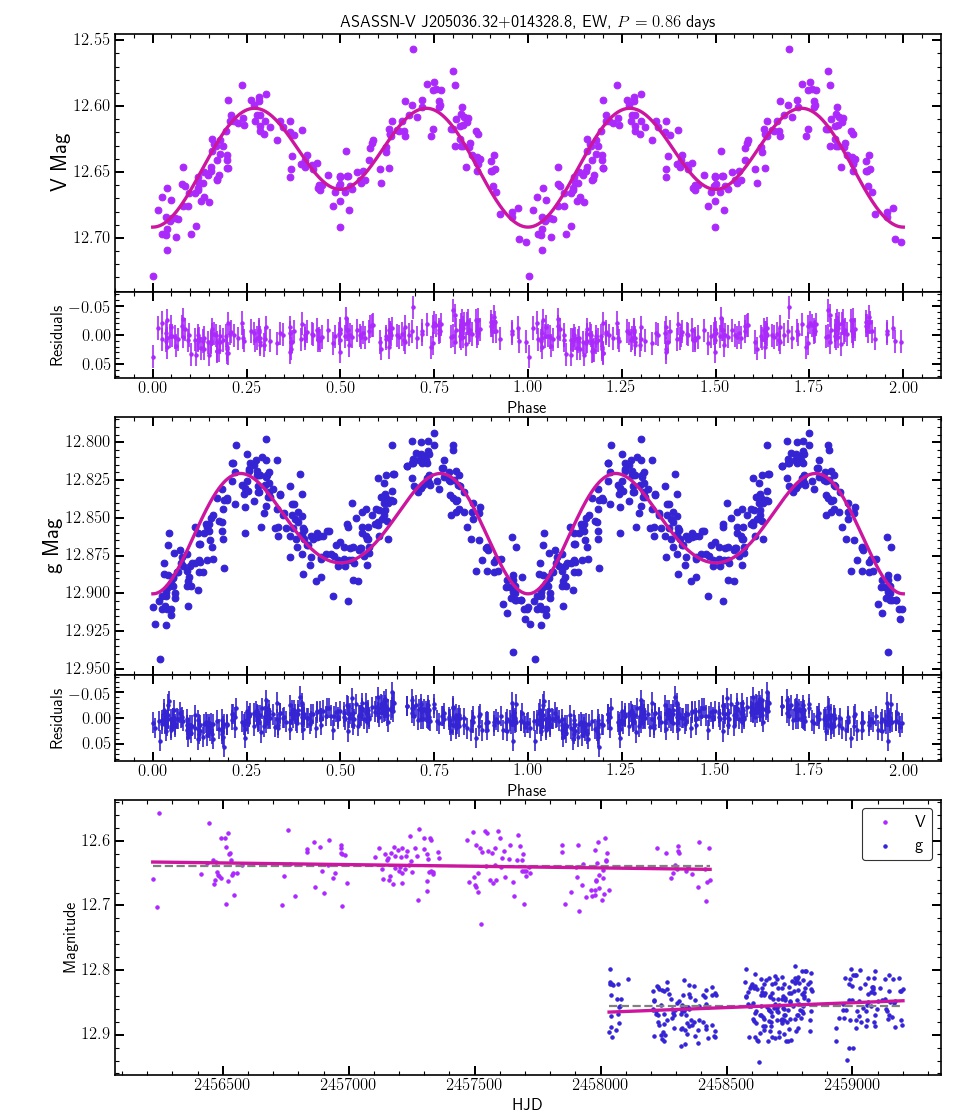 ASASSN-V J205036.32+014328.8, EW, P = 0.86 days
12.55
12.60
12.65
12.70
V Mag
−0.05
0.00
0.05
Residuals
0.00 0.25 0.50 0.75 1.00 1.25 1.50 1.75 2.00
Phase
12.800
12.825
12.850
12.875
12.900
12.925
12.950
g Mag
−0.05
0.00
0.05
Residuals
0.00 0.25 0.50 0.75 1.00 1.25 1.50 1.75 2.00
Phase
V
g
12.6
12.7
12.8
12.9
Magnitude
2456500 2457000 2457500 2458000 2458500 2459000
HJD